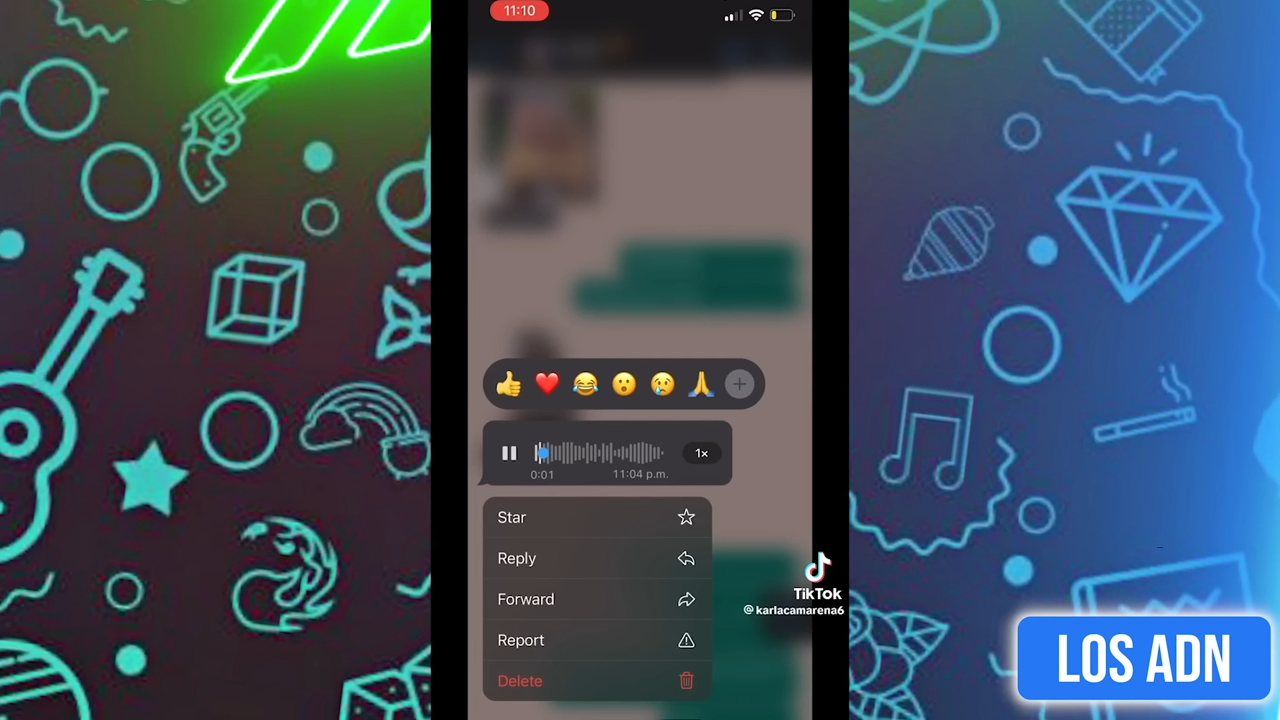 11:10
1×
0:01
11:04 p.m.
Star
Reply
Forward
Report
Delete
TikTok
@karlacamarena6
LOS ADN